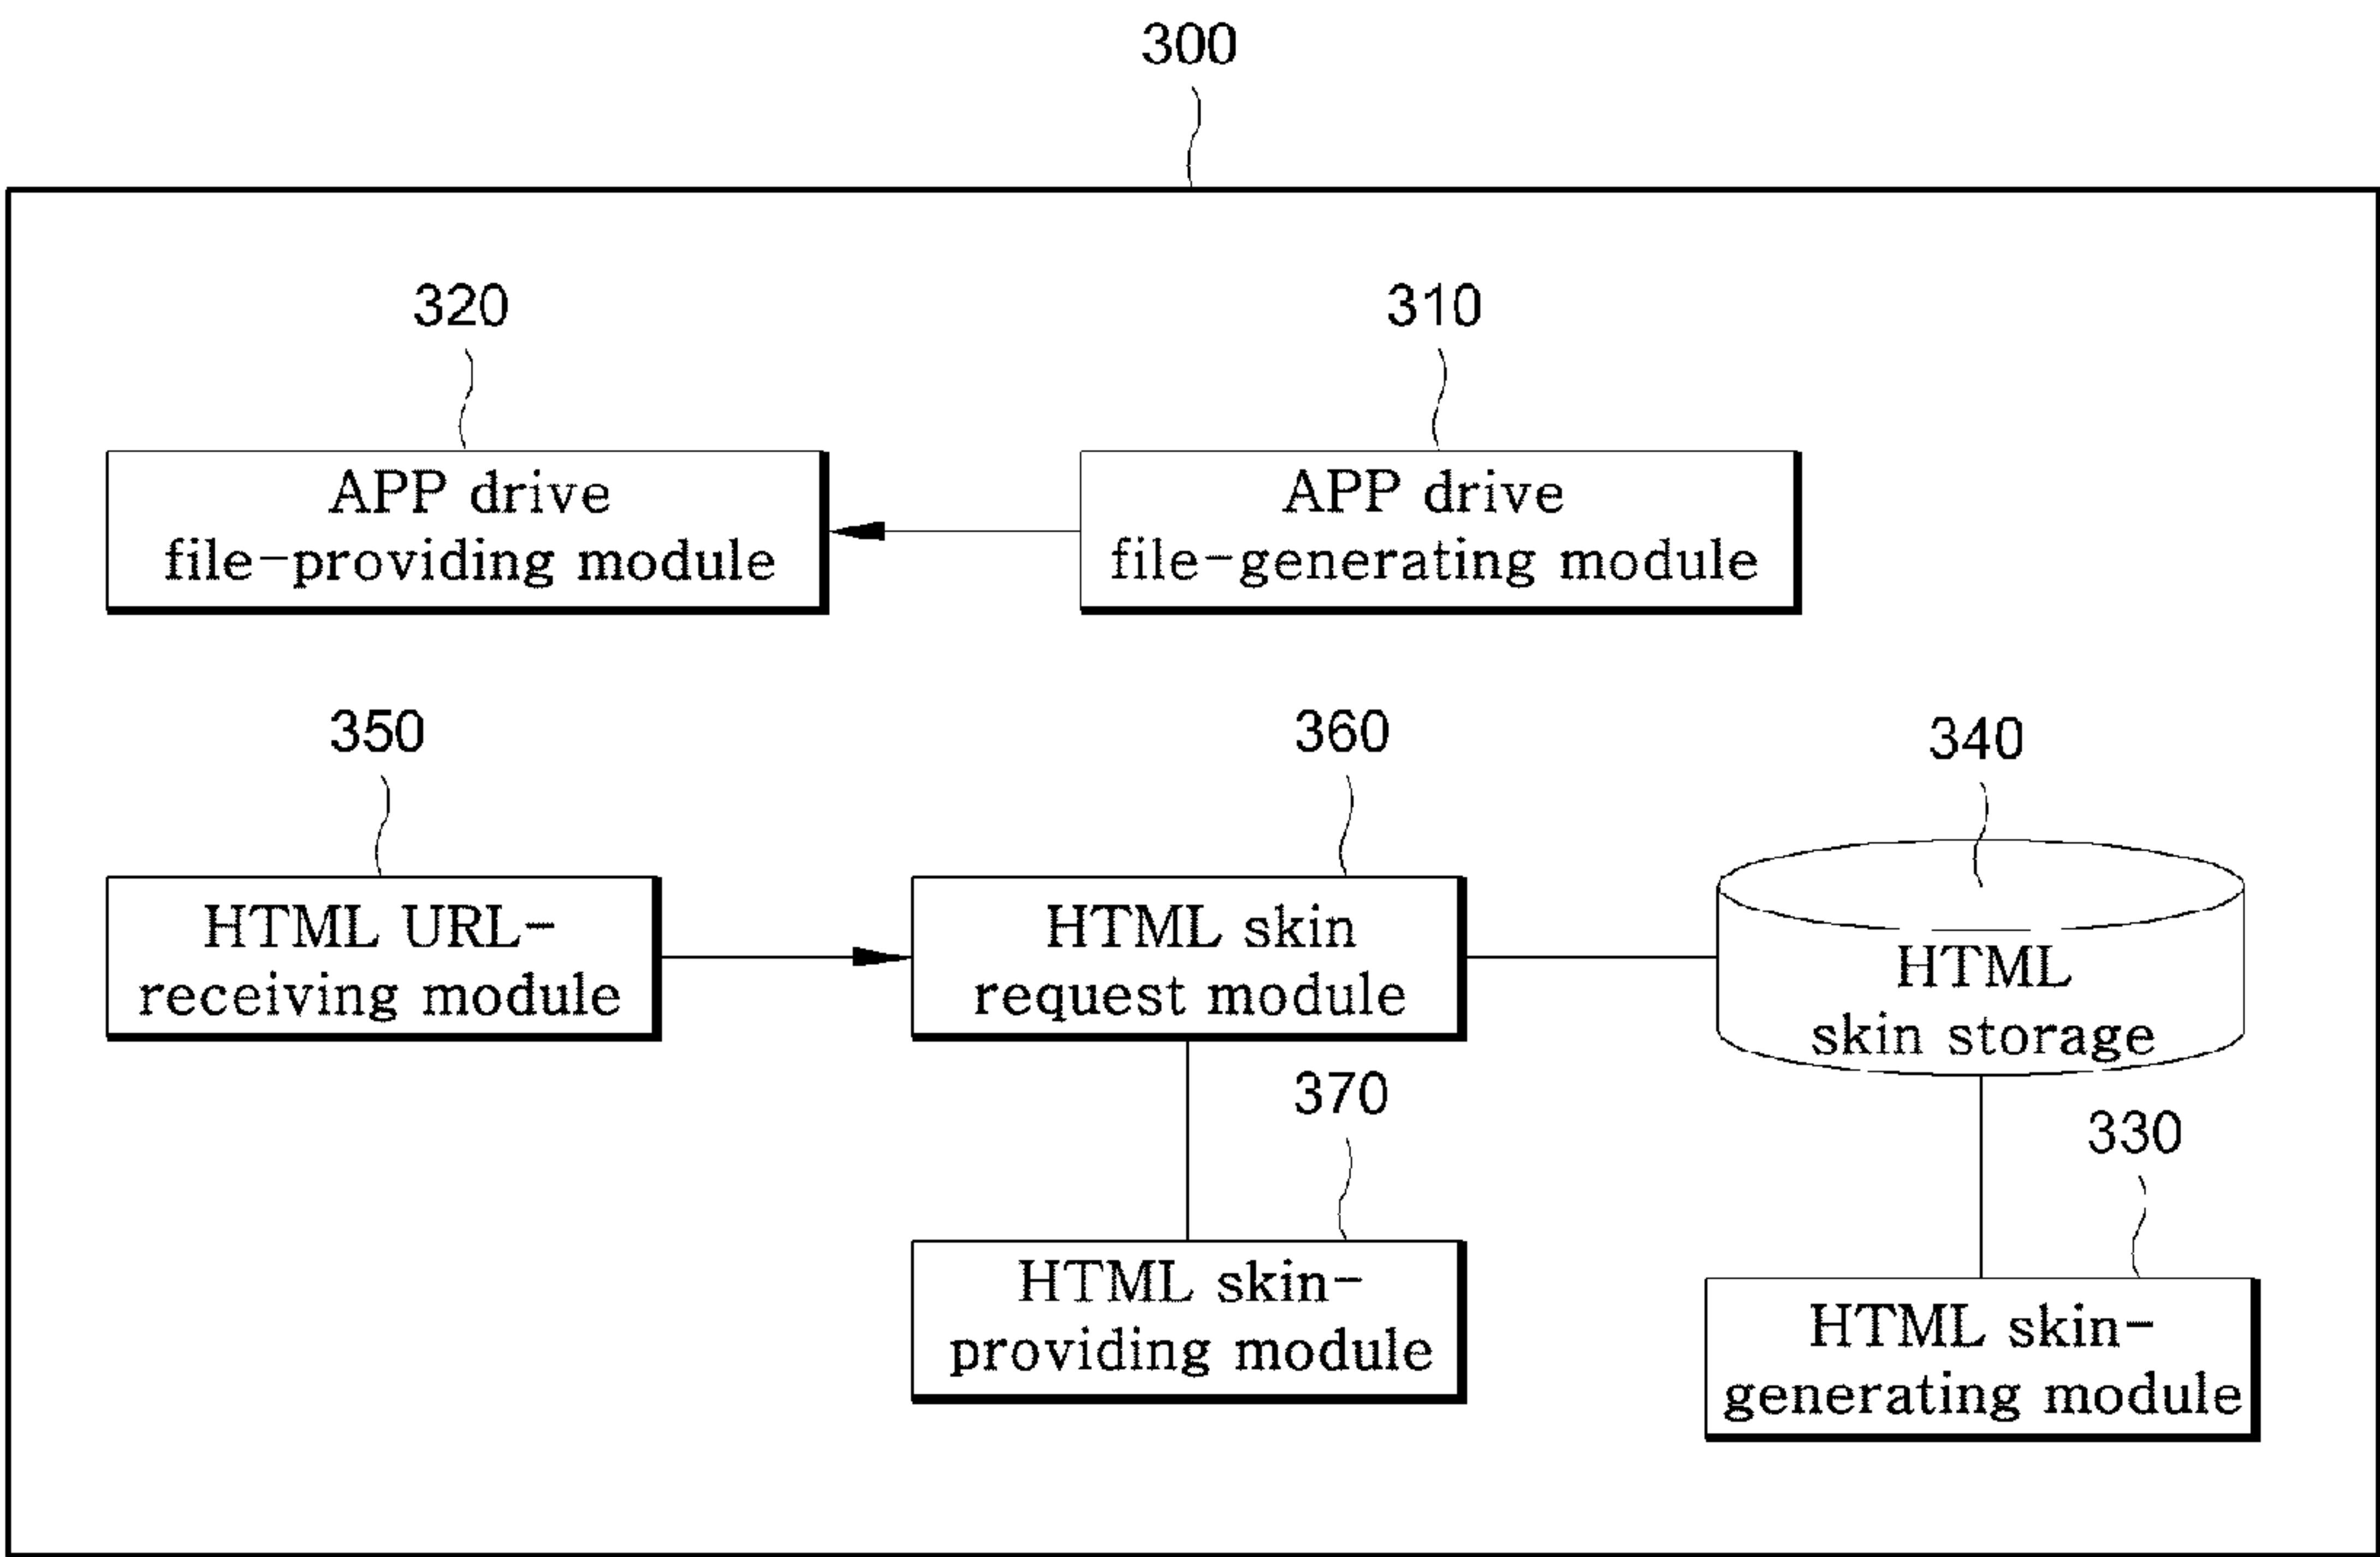 300
320
310
APP drive
file-providing module
APP drive
file-generating module
350
360
340
HTML URL-
receiving module
HTML skin
request module
HTML
skin storage
370
330
HTML skin-
providing module
HTML skin-
generating module